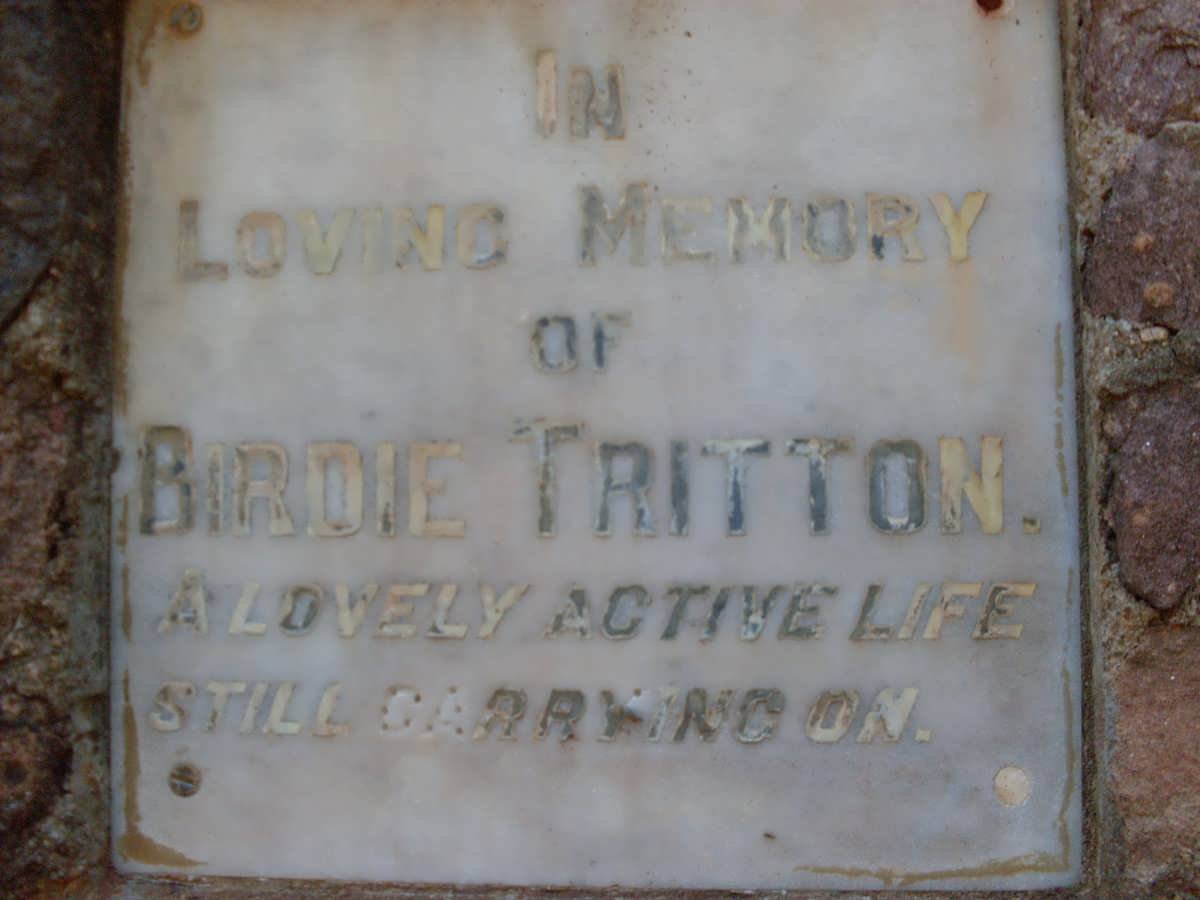 IN
LOVING MEMORY
OF
BIRDIE TRITTON.
A LOVELY ACTIVE LIFE
STILL CARRYING ON.